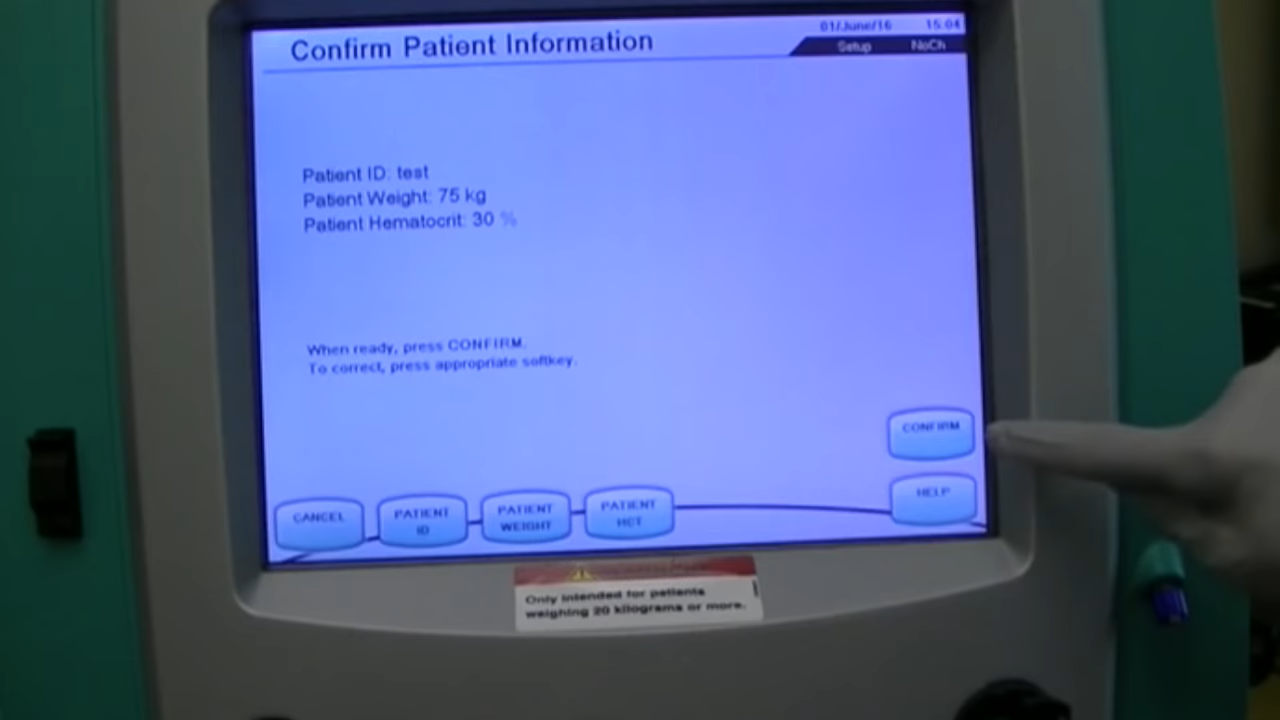 Confirm Patient Information
01/June/16 15:04
Setup NoCh
Patient ID: test
Patient Weight: 75 kg
Patient Hematocrit: 30 %
When ready, press CONFIRM.
To correct, press appropriate softkey.
CONFIRM
HELP
CANCEL
PATIENT
ID
PATIENT
WEIGHT
PATIENT
HCT
Only intended for patients
weighing 20 kilograms or more.